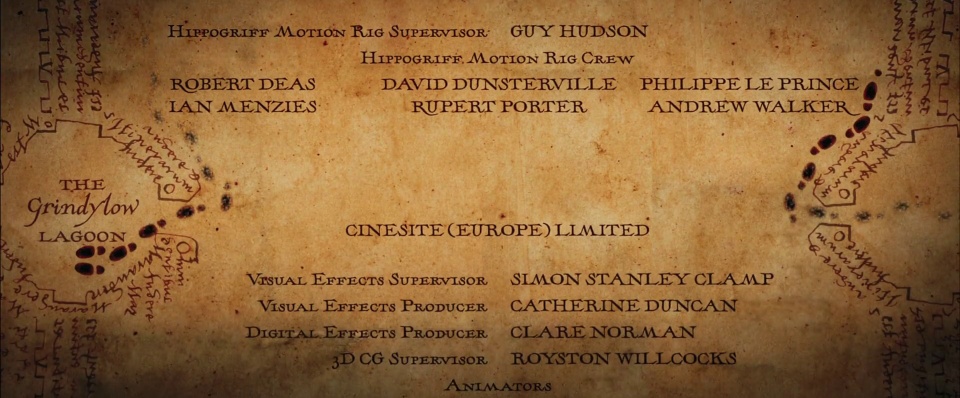 Hippogriff Motion Rig Supervisor GUY HUDSON
Hippogriff Motion Rig Crew
ROBERT DEAS DAVID DUNSTERVILLE PHILIPPE LE PRINCE
IAN MENZIES RUPERT PORTER ANDREW WALKER
THE
Grindylow
LAGOON
CINESITE (EUROPE) LIMITED
Visual Effects Supervisor SIMON STANLEY CLAMP
Visual Effects Producer CATHERINE DUNCAN
Digital Effects Producer CLARE NORMAN
3D CG Supervisor ROYSTON WILLCOCKS
Animators